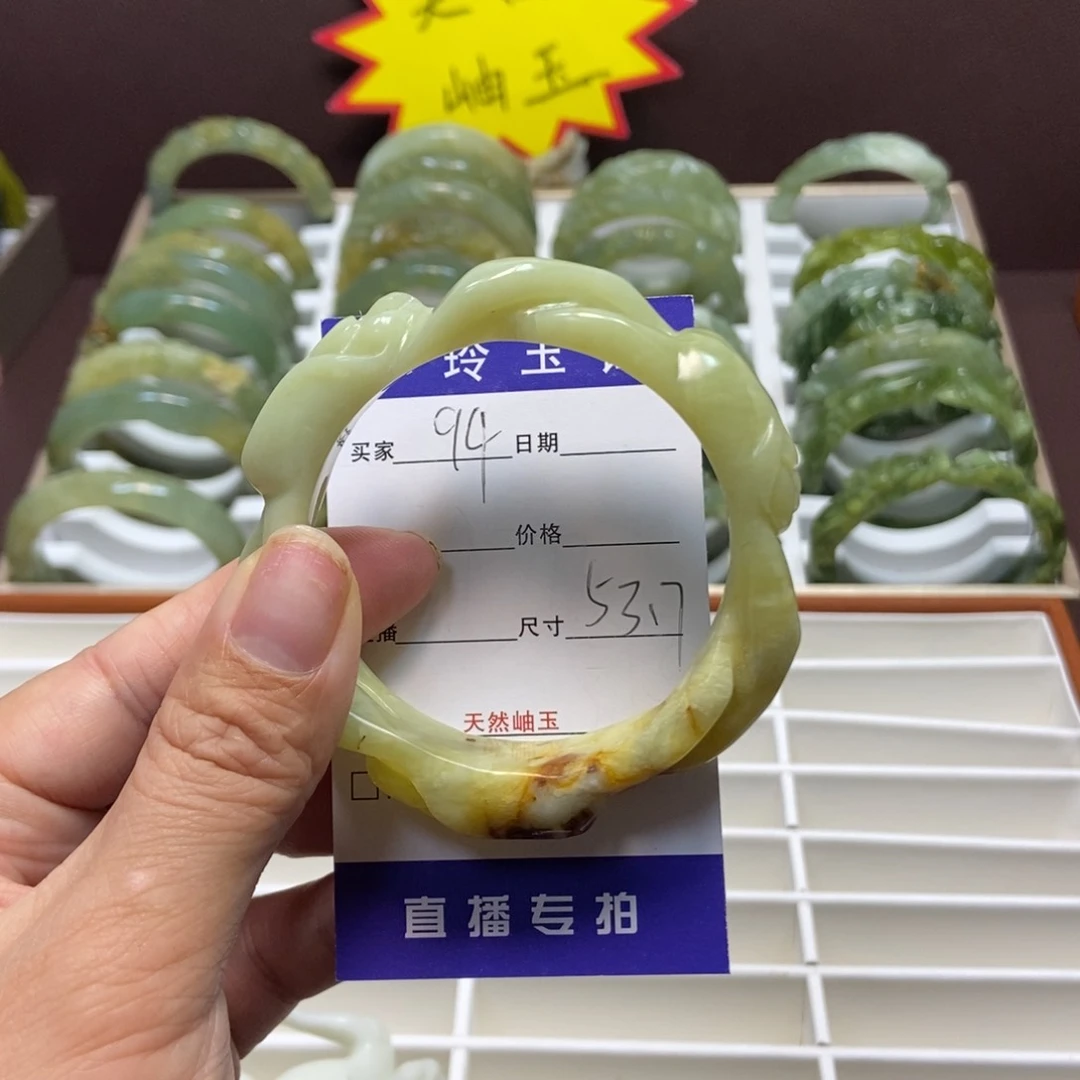 岫玉
玲玉
买家 94 日期
价格
播 尺寸 53.7
天然岫玉
直播专拍